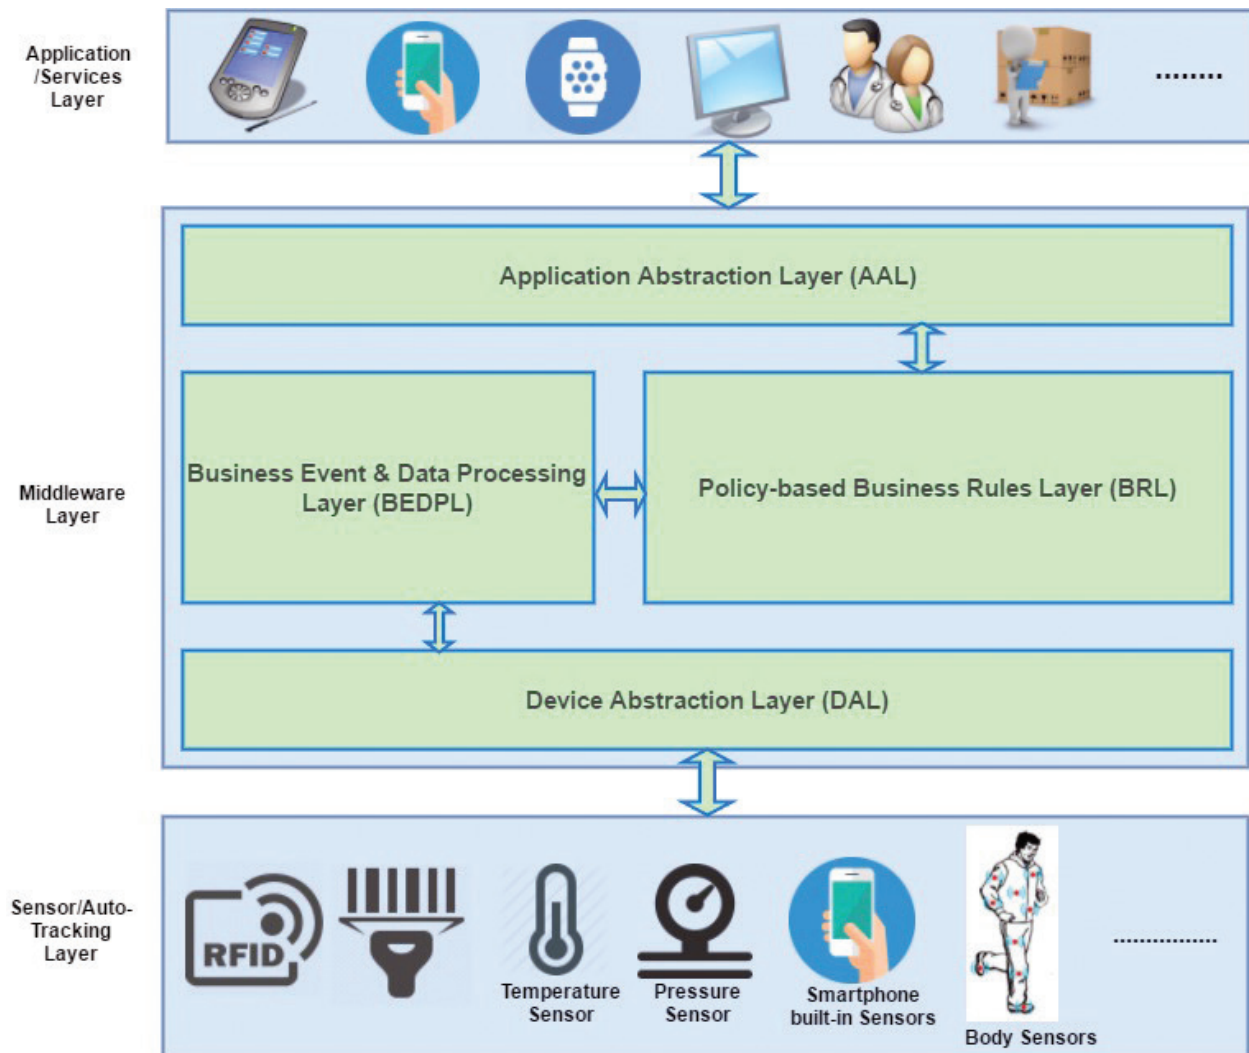 Application
/Services
Layer
........
Application Abstraction Layer (AAL)
Business Event & Data Processing
Layer (BEDPL)
Policy-based Business Rules Layer (BRL)
Middleware
Layer
Device Abstraction Layer (DAL)
Sensor/Auto-
Tracking
Layer
RFID
Temperature
Sensor
Pressure
Sensor
Smartphone
built-in Sensors
Body Sensors
................